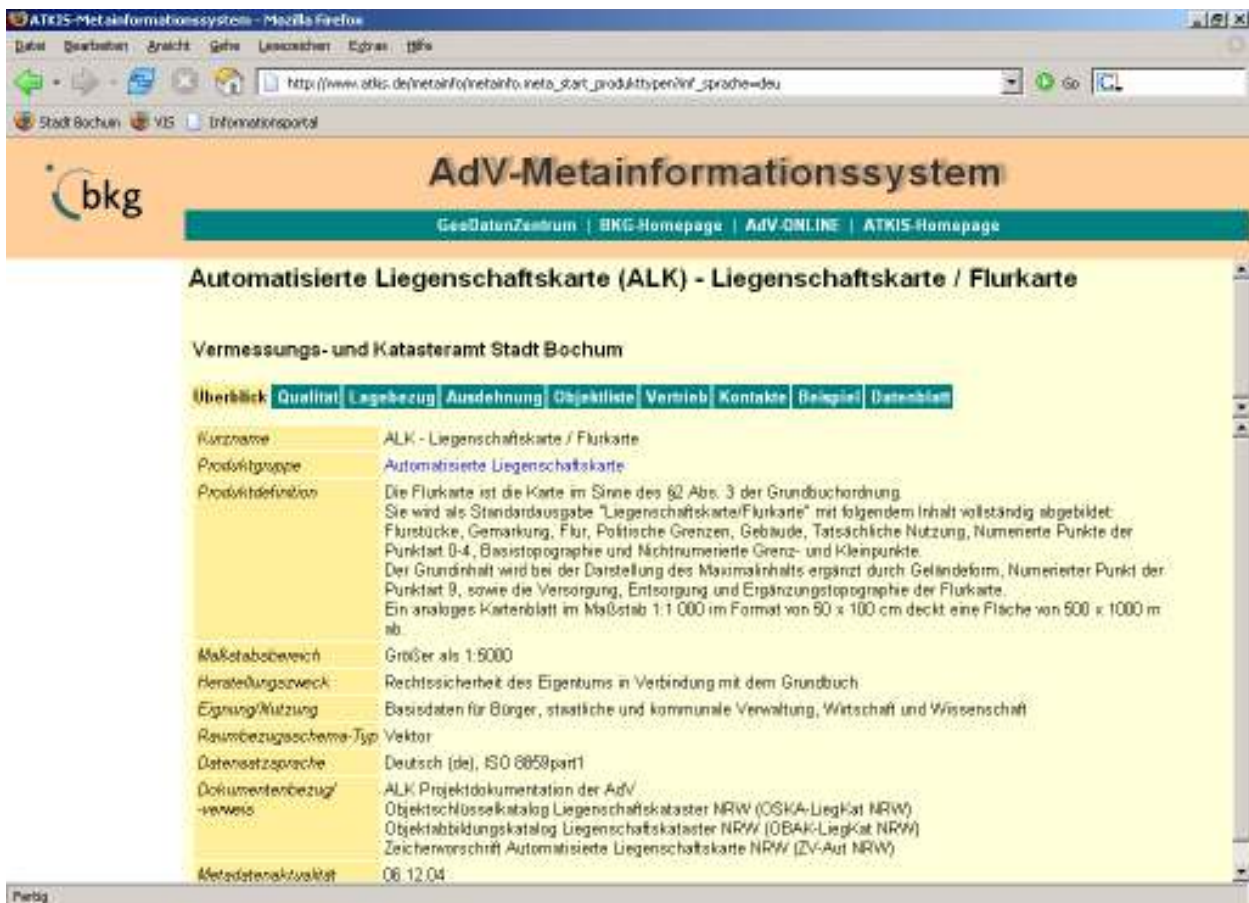 ATKIS-Metainformationssystem - Mozilla Firefox
Datei Bearbeiten Ansicht Gehe Lesezeichen Extras Hilfe
http://www.atkis.de/metainfo/metainfo.meta_start_produkttypen?inf_sprache=deu Go
Stadt Bochum VIS Informationsportal
bkg
AdV-Metainformationssystem
GeoDatenZentrum | BKG-Homepage | AdV-ONLINE | ATKIS-Homepage
Automatisierte Liegenschaftskarte (ALK) - Liegenschaftskarte / Flurkarte
Vermessungs- und Katasteramt Stadt Bochum
Überblick Qualität Lagebezug Ausdehnung Objektliste Vertrieb Kontakte Beispiel Datenblatt
Kurzname ALK - Liegenschaftskarte / Flurkarte
Produktgruppe Automatisierte Liegenschaftskarte
Produktdefinition Die Flurkarte ist die Karte im Sinne des §2 Abs. 3 der Grundbuchordnung.
Sie wird als Standardausgabe "Liegenschaftskarte/Flurkarte" mit folgendem Inhalt vollständig abgebildet:
Flurstücke, Gemarkung, Flur, Politische Grenzen, Gebäude, Tatsächliche Nutzung, Numerierte Punkte der
Punktart 0-4, Basistopographie und Nichtnumerierte Grenz- und Kleinpunkte.
Der Grundinhalt wird bei der Darstellung des Maximalinhalts ergänzt durch Geländeform, Numerierter Punkt der
Punktart 9, sowie die Versorgung, Entsorgung und Ergänzungstopographie der Flurkarte.
Ein analoges Kartenblatt im Maßstab 1:1 000 im Format von 50 x 100 cm deckt eine Fläche von 500 x 1000 m
ab.
Maßstabsbereich Größer als 1:5000
Herstellungszweck Rechtssicherheit des Eigentums in Verbindung mit dem Grundbuch
Eignung/Nutzung Basisdaten für Bürger, staatliche und kommunale Verwaltung, Wirtschaft und Wissenschaft
Raumbezugsschema-Typ Vektor
Datensatzsprache Deutsch (de), ISO 8859part1
Dokumentenbezug/ ALK Projektdokumentation der AdV
-verweis Objektschlüsselkatalog Liegenschaftskataster NRW (OSKA-LiegKat NRW)
Objektabbildungskatalog Liegenschaftskataster NRW (OBAK-LiegKat NRW)
Zeichenvorschrift Automatisierte Liegenschaftskarte NRW (ZV-Aut NRW)
Metadatenaktualität 06.12.04
Fertig